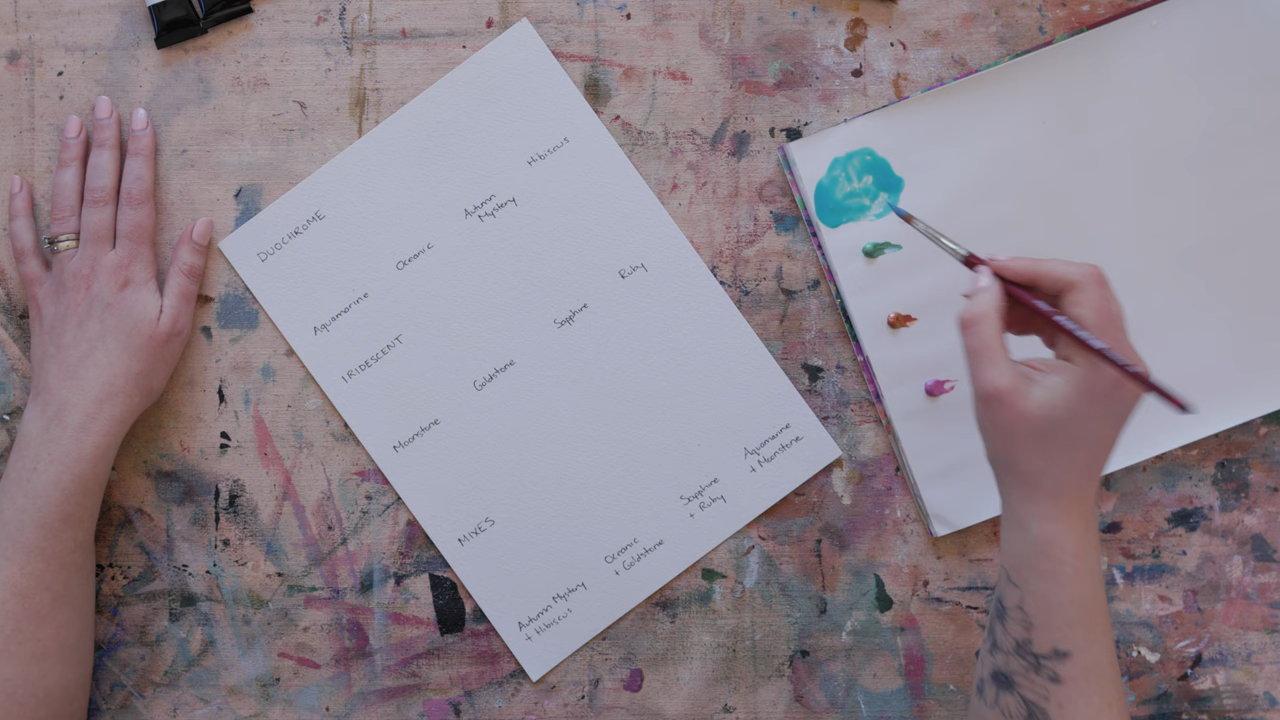 DUOCHROME
Aquamarine
Oceanic
Autumn
Mystery
Hibiscus
IRIDESCENT
Moonstone
Goldstone
Sapphire
Ruby
MIXES
Autumn Mystery
+ Hibiscus
Oceanic
+ Goldstone
Sapphire
+ Ruby
Aquamarine
+ Moonstone